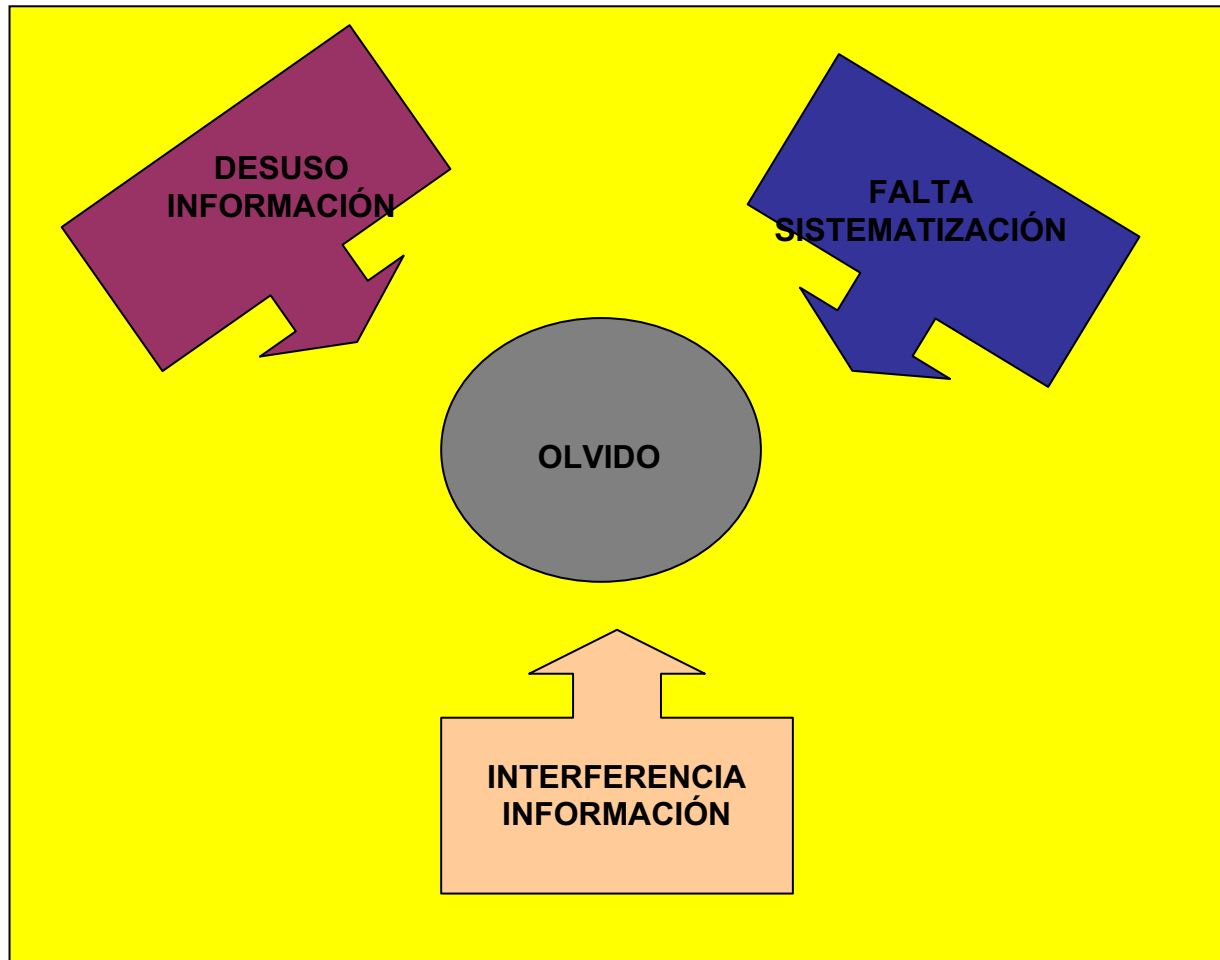 DESUSO
INFORMACIÓN
FALTA
SISTEMATIZACIÓN
OLVIDO
INTERFERENCIA
INFORMACIÓN